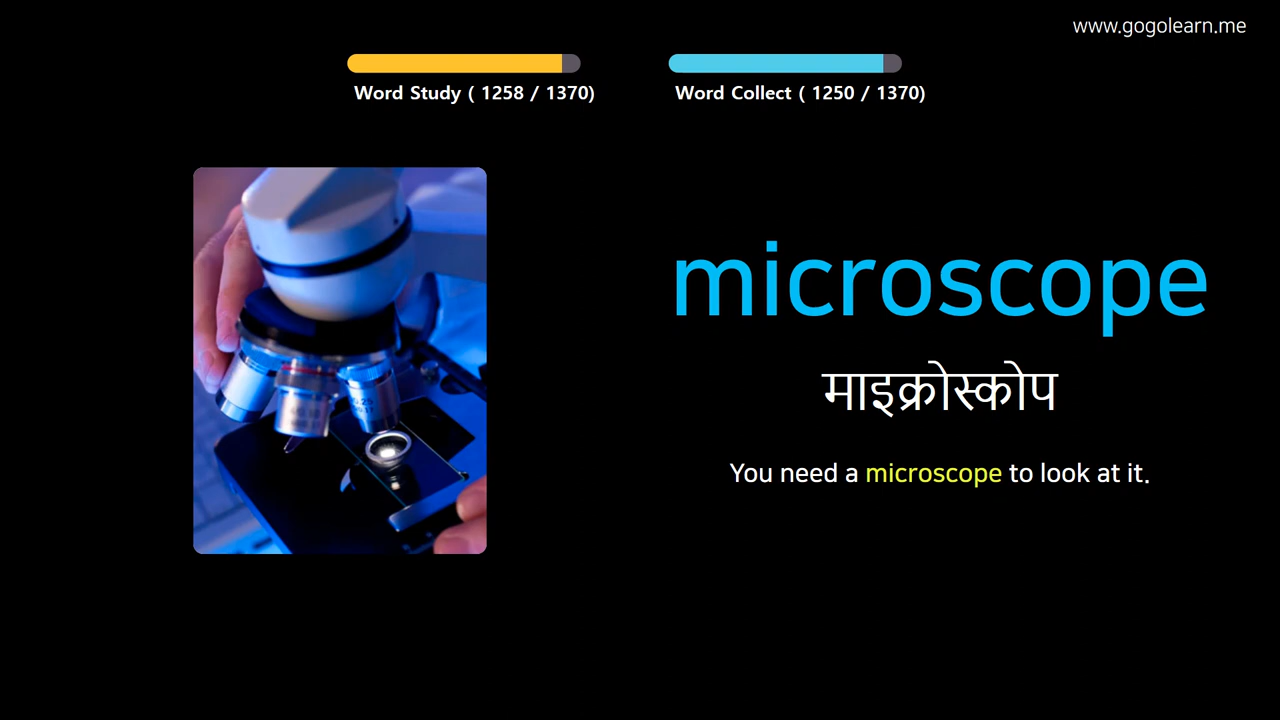 www.gogolearn.me
Word Study ( 1258 / 1370)
Word Collect ( 1250 / 1370)
microscope
माइक्रोस्कोप
You need a microscope to look at it.